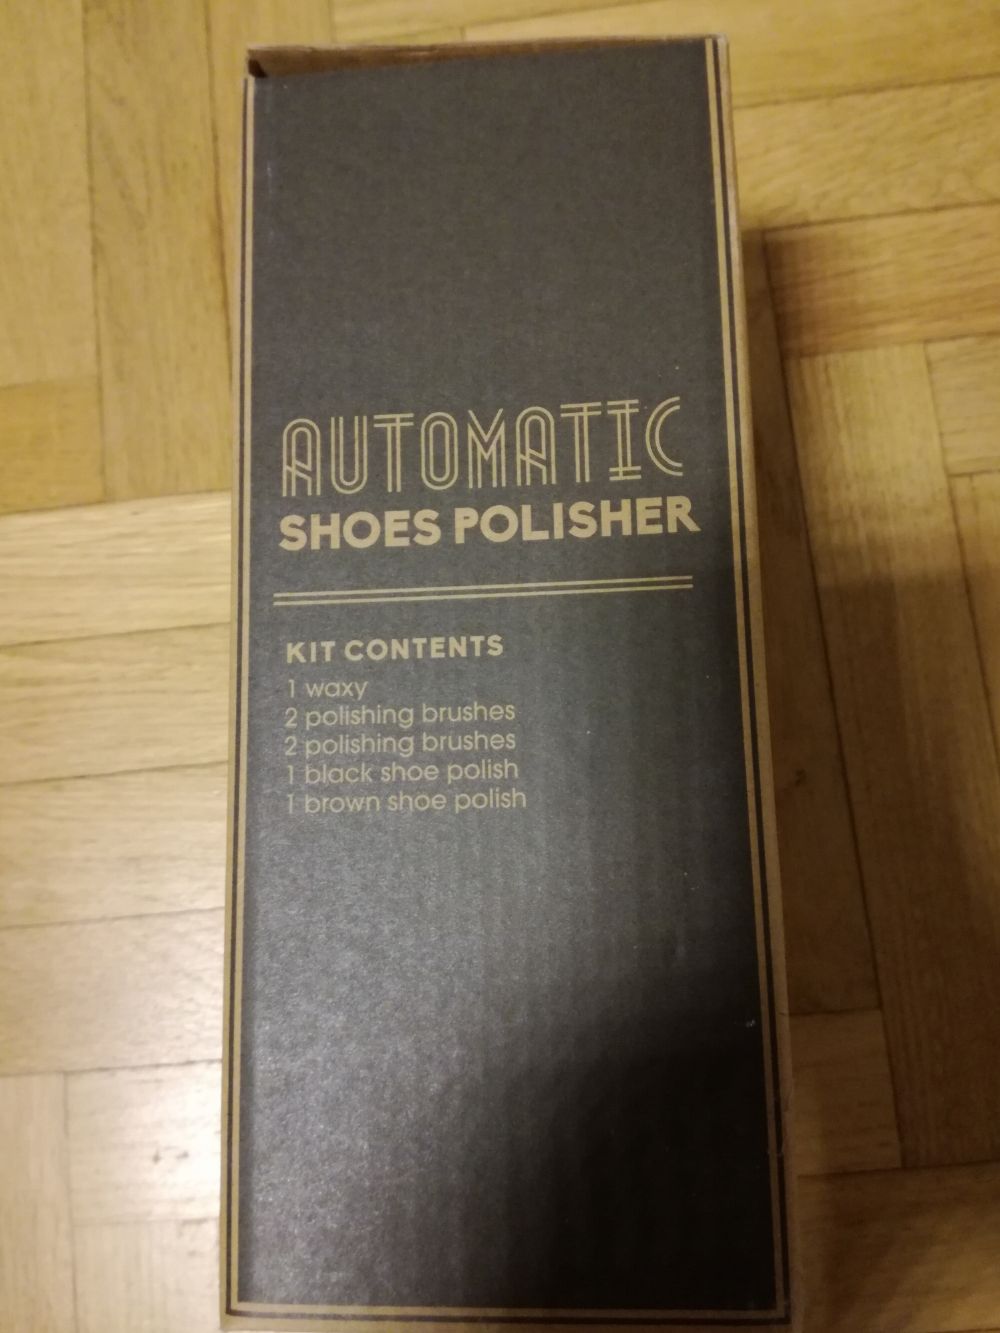 AUTOMATIC
SHOES POLISHER
KIT CONTENTS
1 waxy
2 polishing brushes
2 polishing brushes
1 black shoe polish
1 brown shoe polish